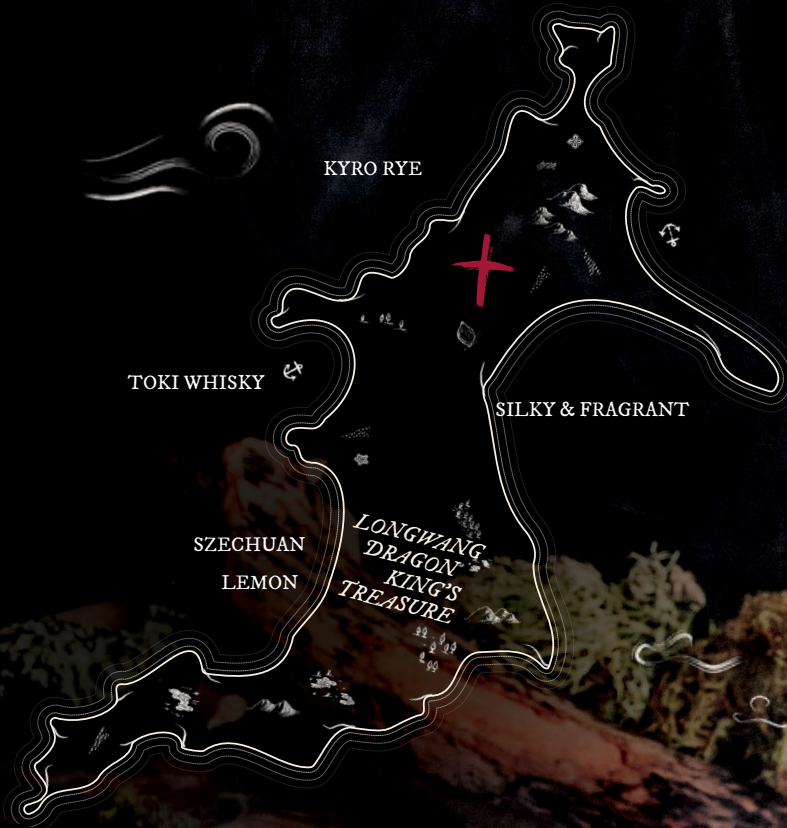 KYRO RYE
TOKI WHISKY
SILKY & FRAGRANT
SZECHUAN
LEMON
LONGWANG
DRAGON
KING'S
TREASURE